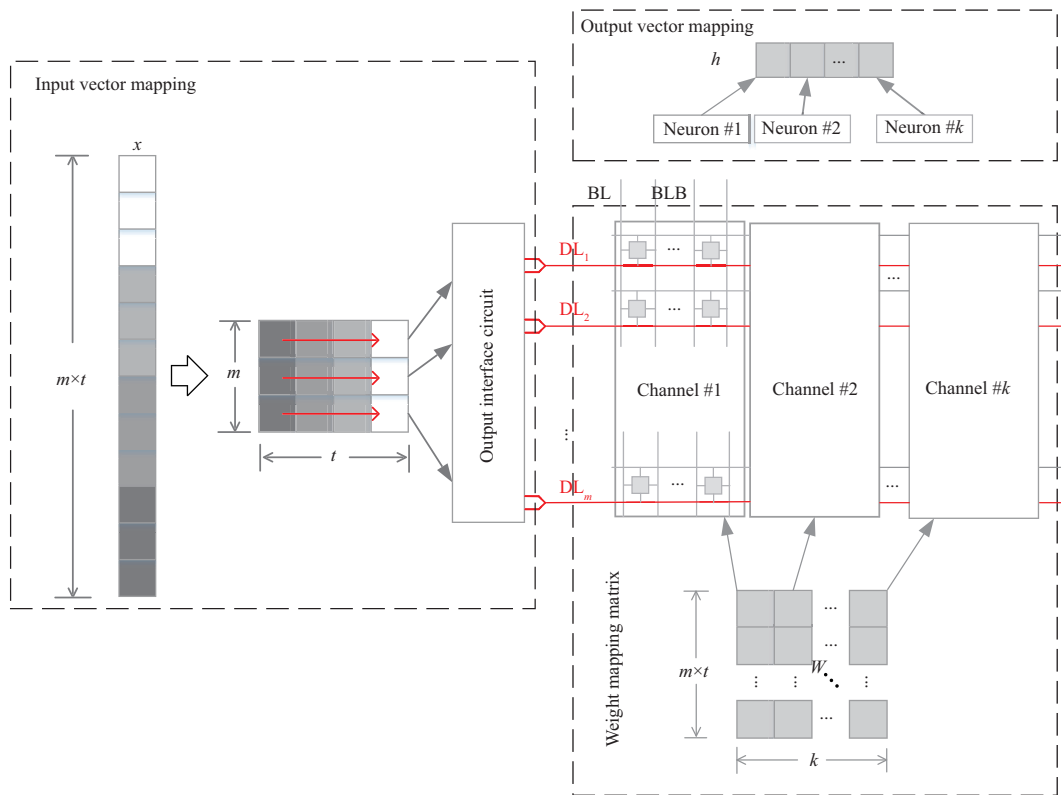 Output vector mapping
h
...
Neuron #1
Neuron #2
Neuron #k
Input vector mapping
x
m×t
m
t
Output interface circuit
BL
BLB
DL1
...
...
DL2
...
Channel #1
Channel #2
Channel #k
...
DLm
...
...
Weight mapping matrix
m×t
...
...
W
...
...
...
...
...
k